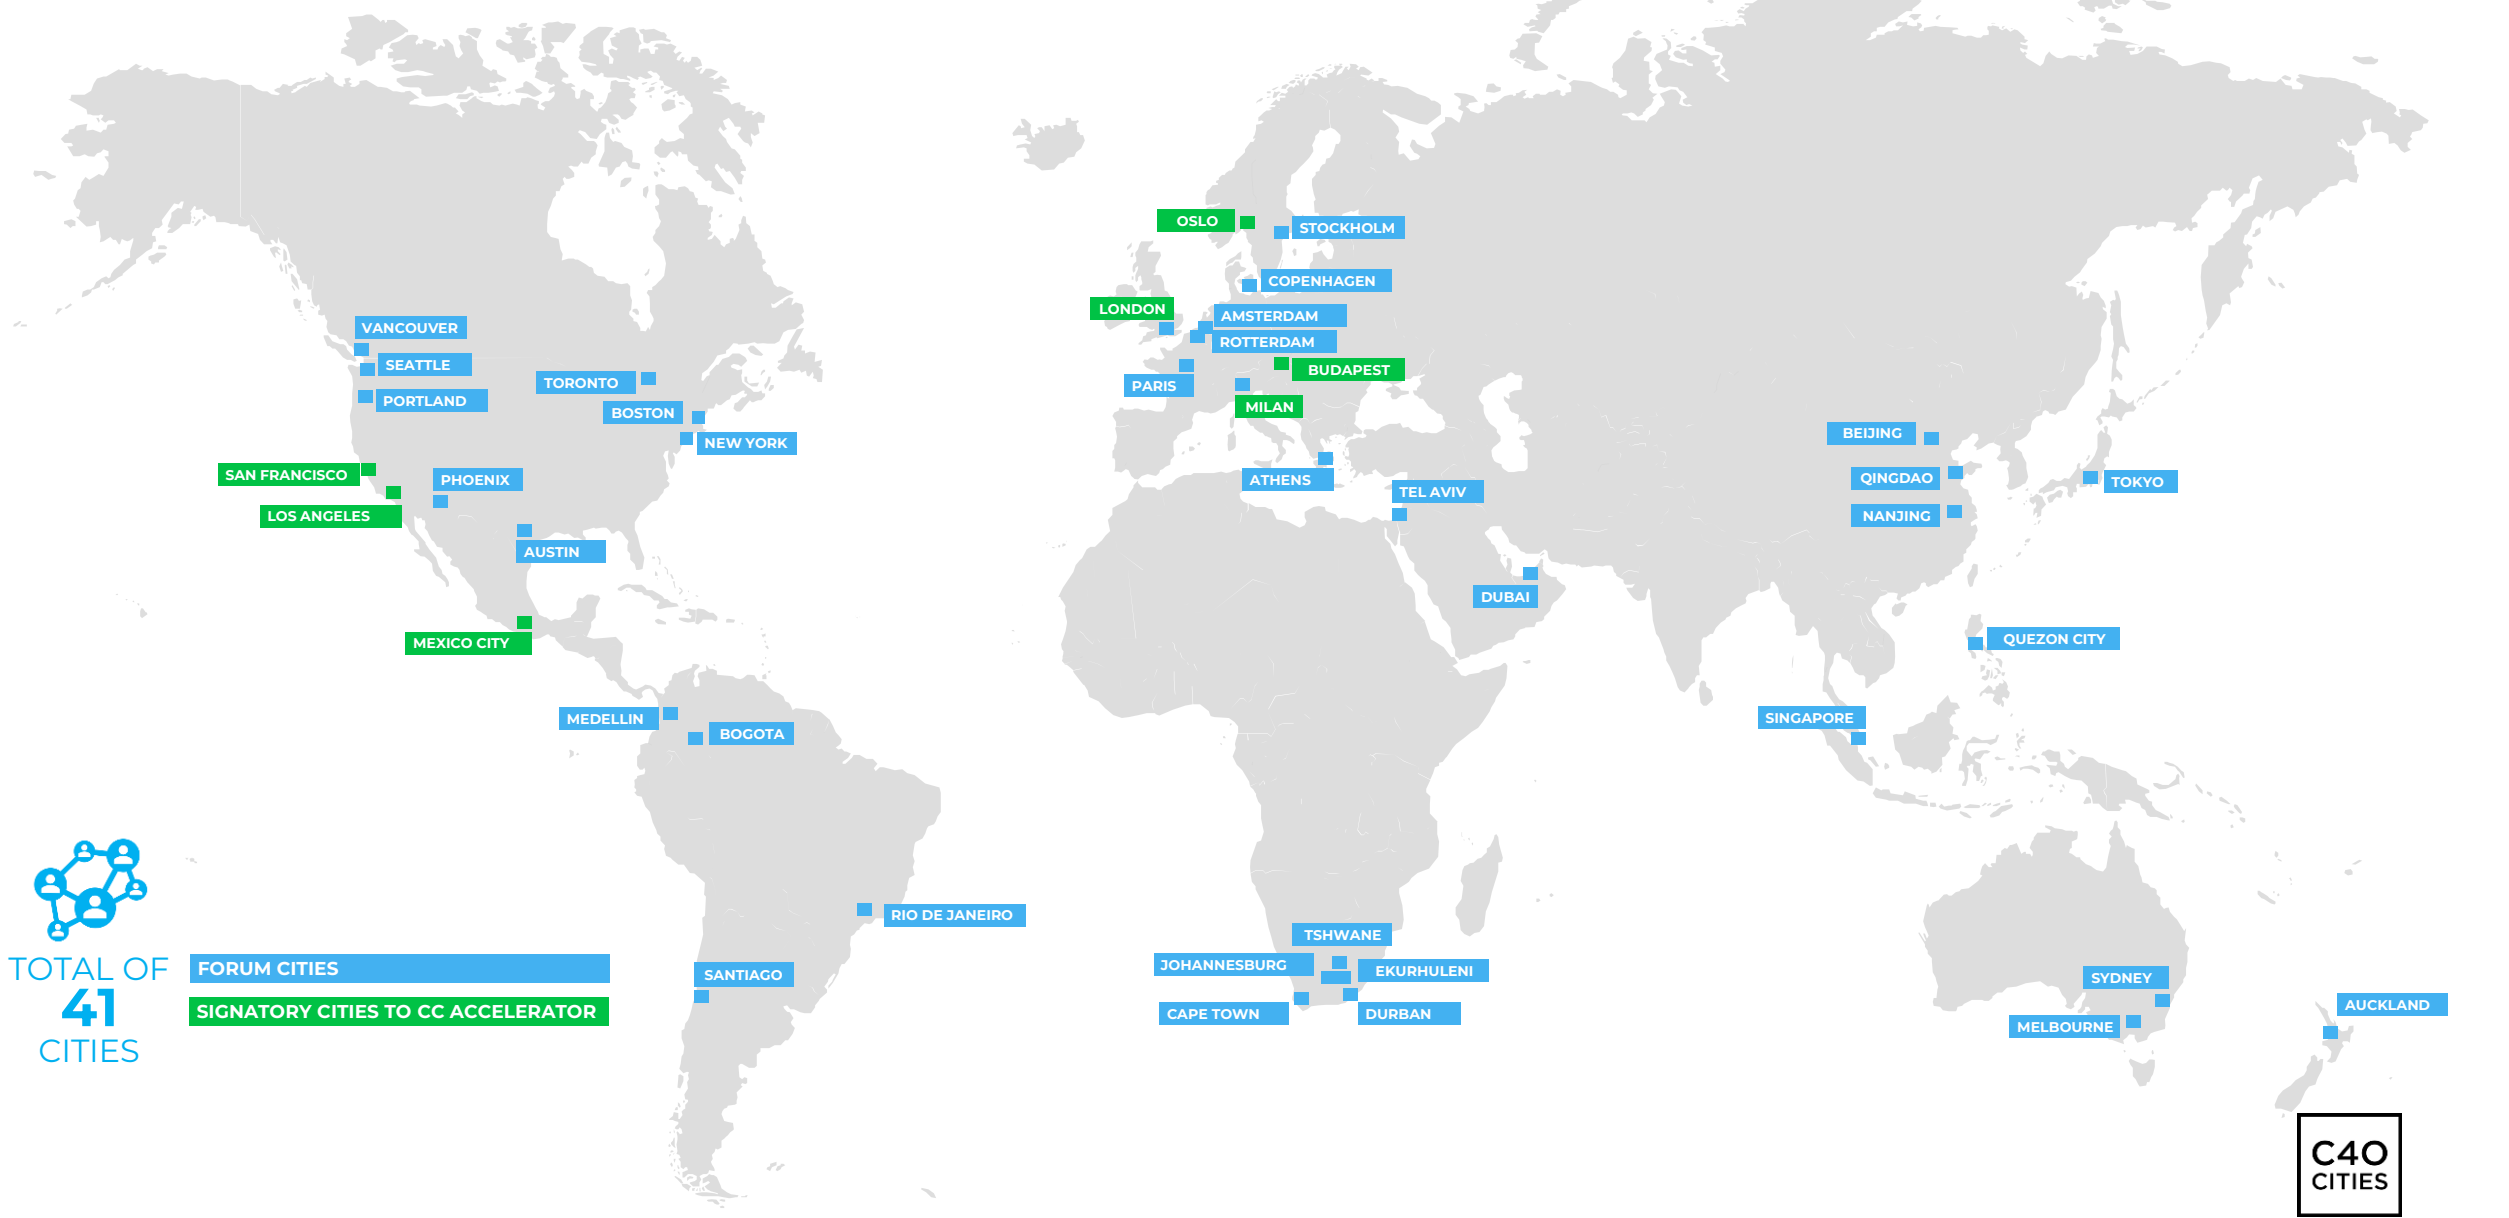 OSLO
STOCKHOLM
COPENHAGEN
LONDON
AMSTERDAM
VANCOUVER
ROTTERDAM
SEATTLE
BUDAPEST
TORONTO
PARIS
PORTLAND
MILAN
BOSTON
BEIJING
NEW YORK
SAN FRANCISCO
PHOENIX
ATHENS
QINGDAO
TOKYO
TEL AVIV
LOS ANGELES
NANJING
AUSTIN
DUBAI
QUEZON CITY
MEXICO CITY
MEDELLIN
SINGAPORE
BOGOTA
RIO DE JANEIRO
TSHWANE
JOHANNESBURG
EKURHULENI
SANTIAGO
SYDNEY
AUCKLAND
CAPE TOWN
DURBAN
MELBOURNE
TOTAL OF
41
CITIES
FORUM CITIES
SIGNATORY CITIES TO CC ACCELERATOR
C40
CITIES